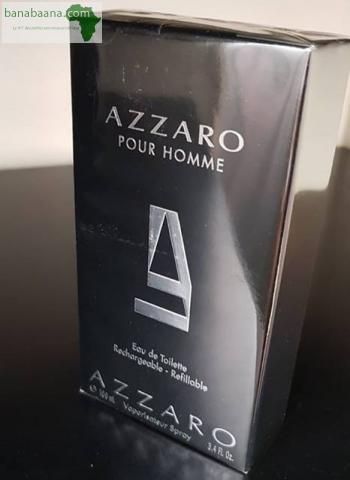 banabaana.com
AZZARO
POUR HOMME
Eau de Toilette
Rechargeable - Refillable
AZZARO
e 100 ml Vaporisateur Spray 3.4 Fl. Oz.